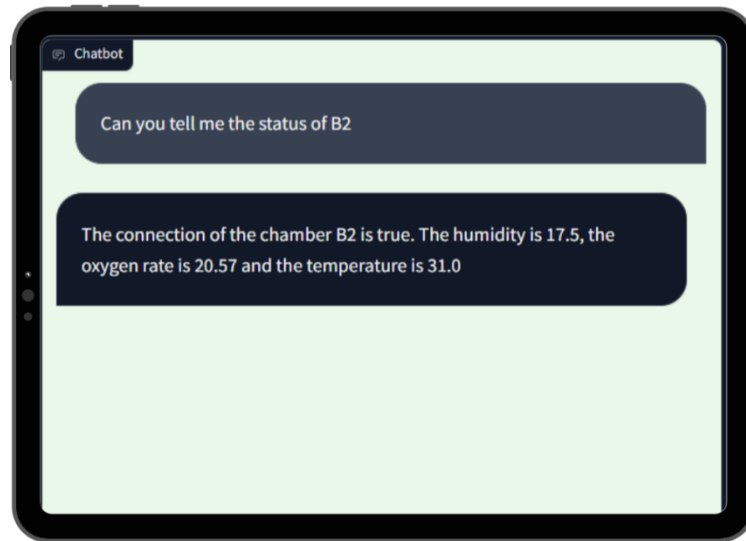 Chatbot
Can you tell me the status of B2
The connection of the chamber B2 is true. The humidity is 17.5, the
oxygen rate is 20.57 and the temperature is 31.0